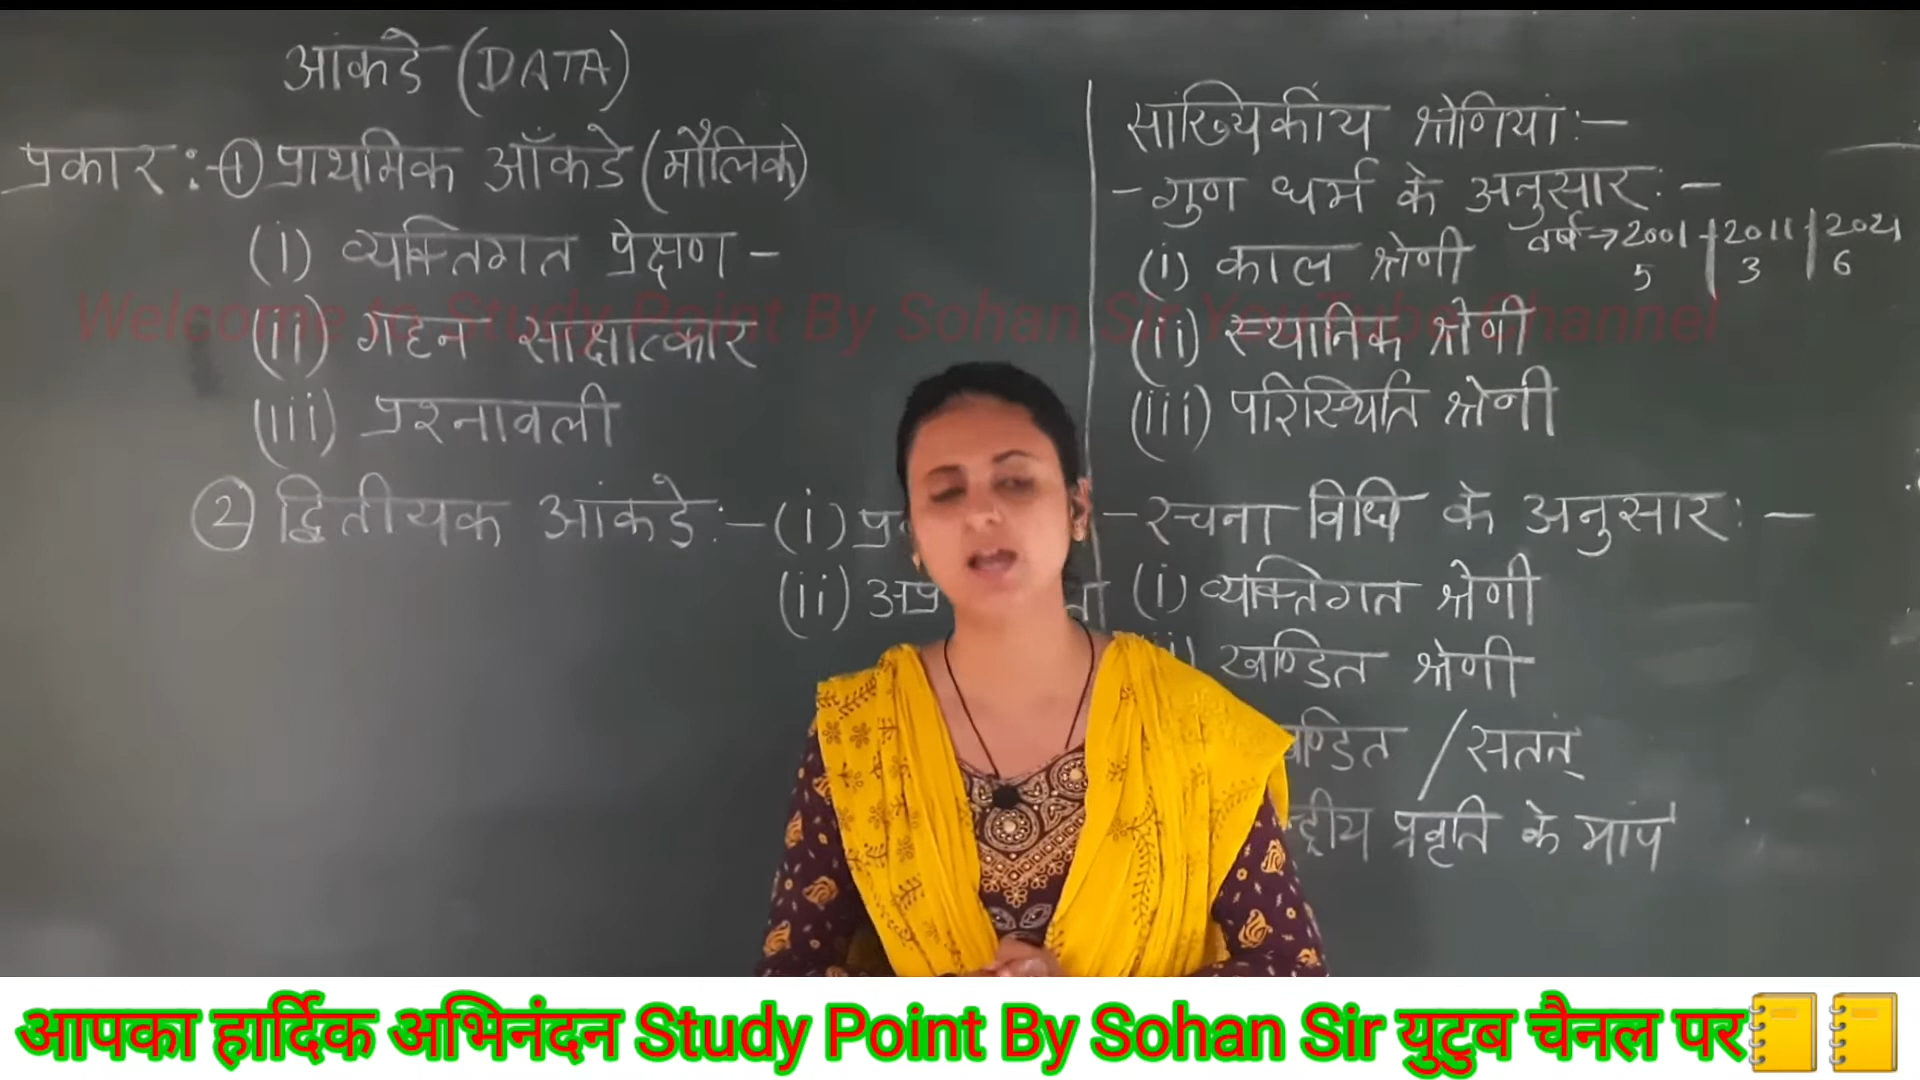 आंकडे (DATA)
प्रकार :- ① प्राथमिक आँकडे (मौलिक)
(i) व्यक्तिगत प्रेक्षण -
(ii) गहन साक्षात्कार
(iii) प्रश्नावली
② द्वितीयक आंकडे :- (i)
(ii)
सांख्यिकीय श्रेणियां :-
- गुण धर्म के अनुसार :-
(i) काल श्रेणी वर्ष → 2001 | 2011 | 2021
5 | 3 | 6
(ii) स्थानिक श्रेणी
(iii) परिस्थिति श्रेणी
- रचना विधि के अनुसार :-
(i) व्यक्तिगत श्रेणी
खण्डित श्रेणी
/ सतत्
प्रवृति के माप
Welcome to Study Point By Sohan Sir YouTube Channel
आपका हार्दिक अभिनंदन Study Point By Sohan Sir युटुब चैनल पर